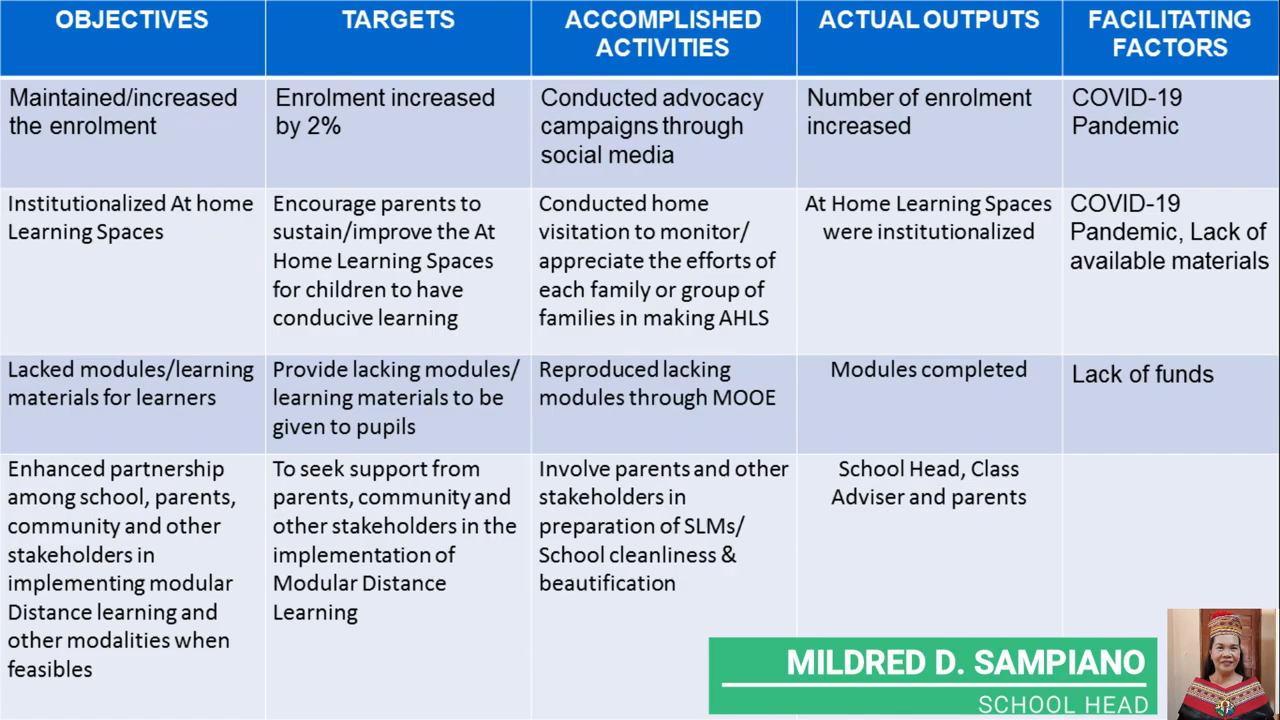 OBJECTIVES
TARGETS
ACCOMPLISHED
ACTIVITIES
ACTUAL OUTPUTS
FACILITATING
FACTORS
Maintained/increased
the enrolment
Enrolment increased
by 2%
Conducted advocacy
campaigns through
social media
Number of enrolment
increased
COVID-19
Pandemic
Institutionalized At home
Learning Spaces
Encourage parents to
sustain/improve the At
Home Learning Spaces
for children to have
conducive learning
Conducted home
visitation to monitor/
appreciate the efforts of
each family or group of
families in making AHLS
At Home Learning Spaces
were institutionalized
COVID-19
Pandemic, Lack of
available materials
Lacked modules/learning
materials for learners
Provide lacking modules/
learning materials to be
given to pupils
Reproduced lacking
modules through MOOE
Modules completed
Lack of funds
Enhanced partnership
among school, parents,
community and other
stakeholders in
implementing modular
Distance learning and
other modalities when
feasibles
To seek support from
parents, community and
other stakeholders in the
implementation of
Modular Distance
Learning
Involve parents and other
stakeholders in
preparation of SLMs/
School cleanliness &
beautification
School Head, Class
Adviser and parents
MILDRED D. SAMPIANO
SCHOOL HEAD